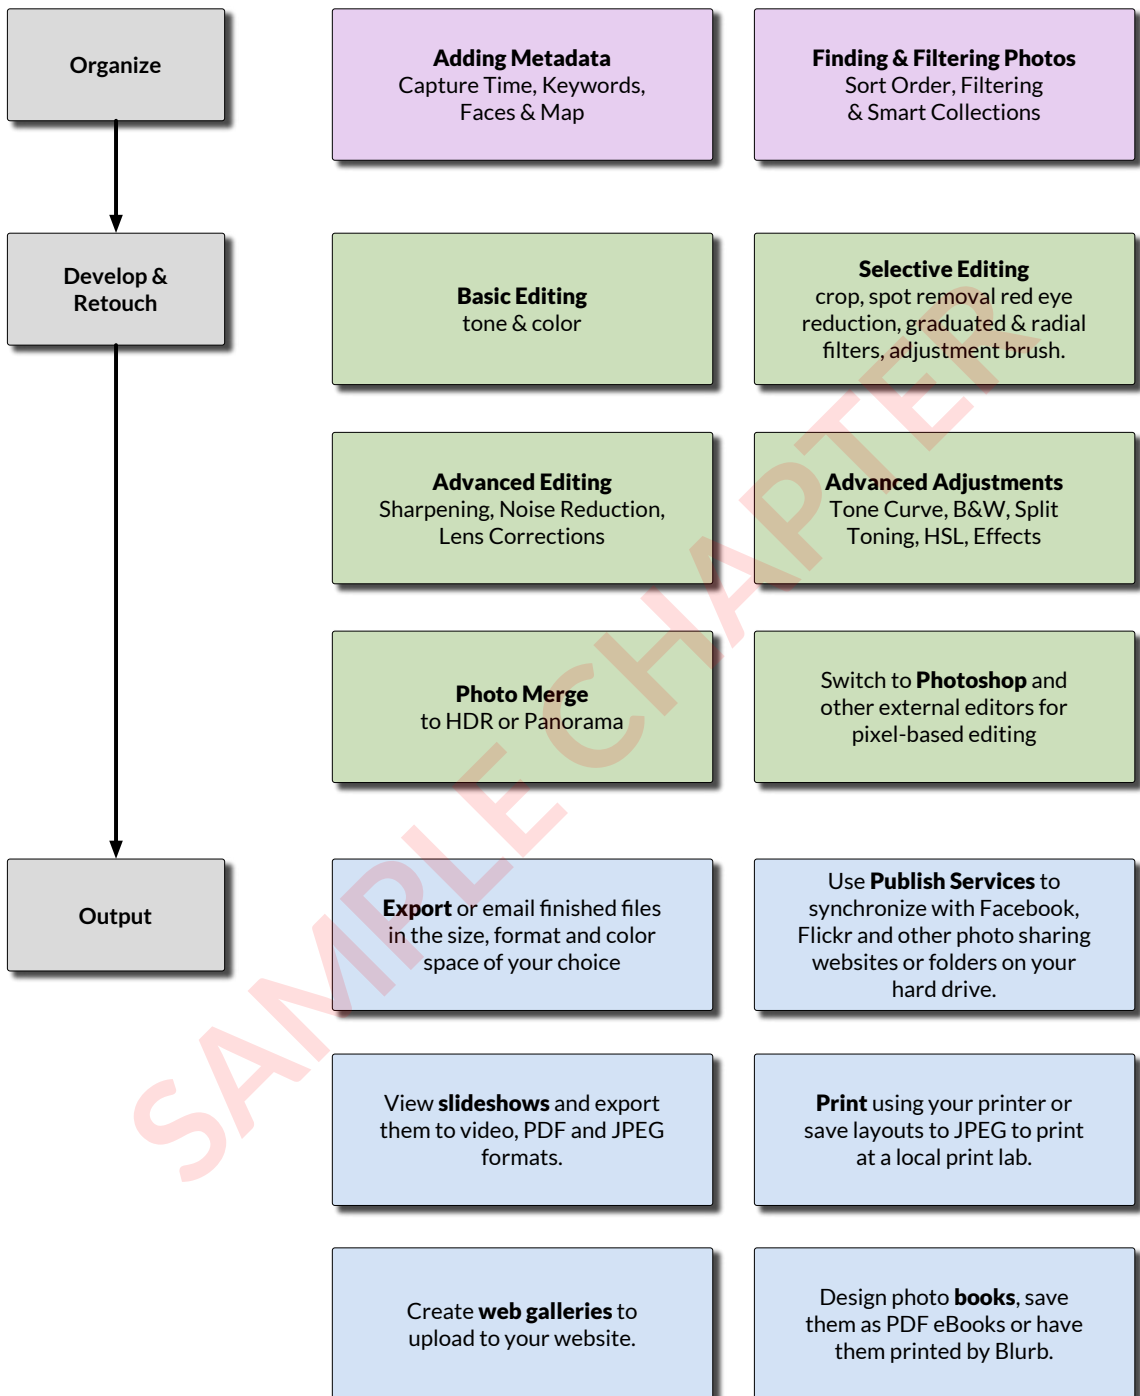 Organize
Adding Metadata
Capture Time, Keywords,
Faces & Map
Finding & Filtering Photos
Sort Order, Filtering
& Smart Collections
Develop &
Retouch
Basic Editing
tone & color
Selective Editing
crop, spot removal red eye
reduction, graduated & radial
filters, adjustment brush.
Advanced Editing
Sharpening, Noise Reduction,
Lens Corrections
Advanced Adjustments
Tone Curve, B&W, Split
Toning, HSL, Effects
Photo Merge
to HDR or Panorama
Switch to Photoshop and
other external editors for
pixel-based editing
Output
Export or email finished files
in the size, format and color
space of your choice
Use Publish Services to
synchronize with Facebook,
Flickr and other photo sharing
websites or folders on your
hard drive.
View slideshows and export
them to video, PDF and JPEG
formats.
Print using your printer or
save layouts to JPEG to print
at a local print lab.
Create web galleries to
upload to your website.
Design photo books, save
them as PDF eBooks or have
them printed by Blurb.
SAMPLE CHAPTER